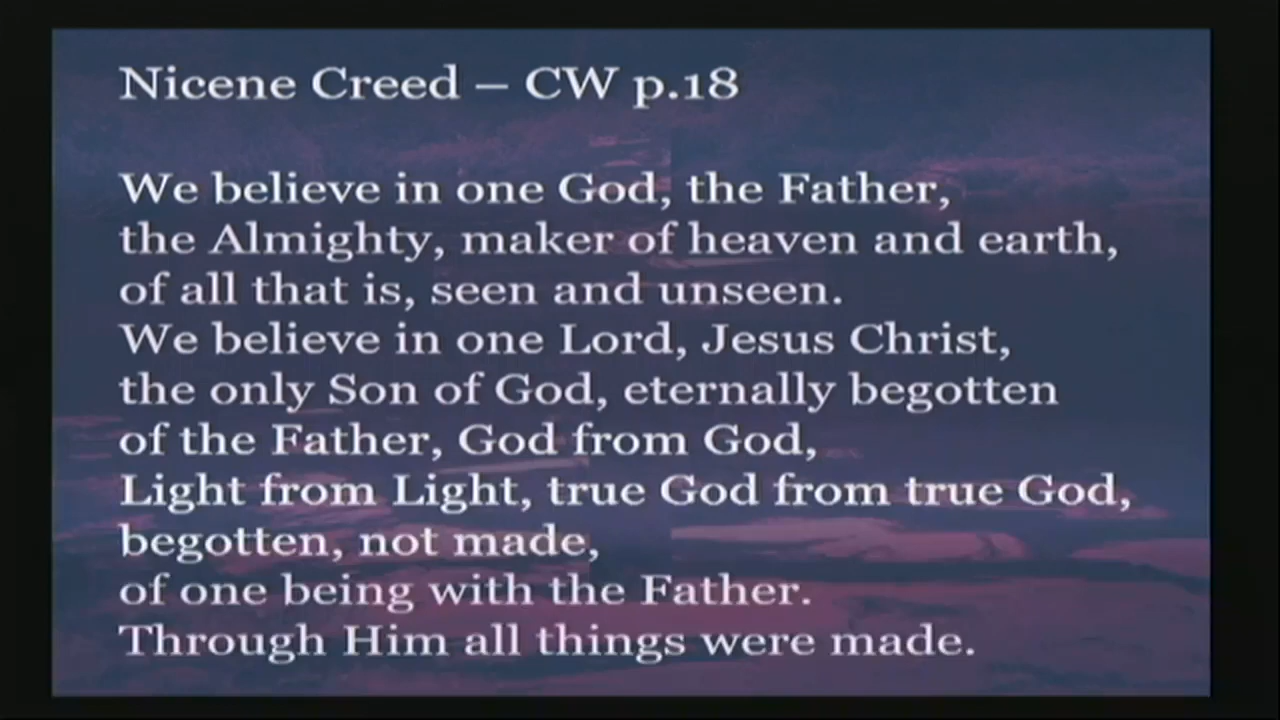 Nicene Creed – CW p.18
We believe in one God, the Father,
the Almighty, maker of heaven and earth,
of all that is, seen and unseen.
We believe in one Lord, Jesus Christ,
the only Son of God, eternally begotten
of the Father, God from God,
Light from Light, true God from true God,
begotten, not made,
of one being with the Father.
Through Him all things were made.